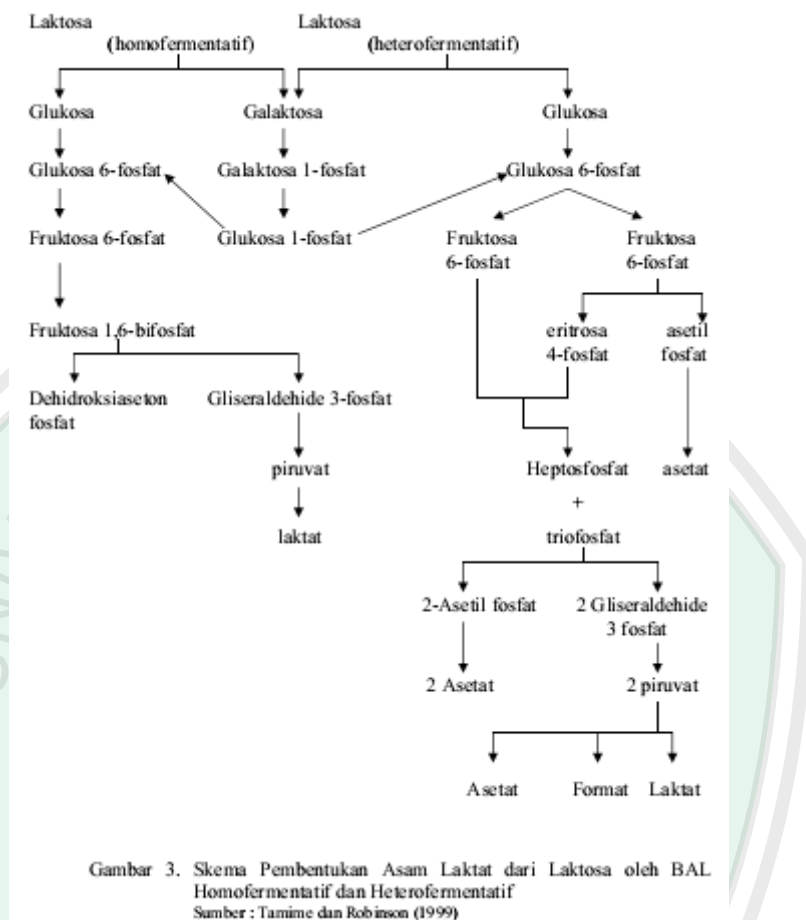 Laktosa Laktosa
(homofermentatif) (heterofermentatif)
Glukosa Galaktosa Glukosa
Glukosa 6-fosfat Galaktosa 1-fosfat Glukosa 6-fosfat
Fruktosa 6-fosfat Glukosa 1-fosfat Fruktosa Fruktosa
6-fosfat 6-fosfat
Fruktosa 1,6-bifosfat eritrosa asetil
4-fosfat fosfat
Dehidroksiaseton Gliseraldehide 3-fosfat
fosfat
piruvat Heptosfosfat asetat
+
laktat triofosfat
2-Asetil fosfat 2 Gliseraldehide
3 fosfat
2 Asetat 2 piruvat
Asetat Format Laktat
Gambar 3. Skema Pembentukan Asam Laktat dari Laktosa oleh BAL
Homofermentatif dan Heterofermentatif
Sumber : Tamime dan Robinson (1999)